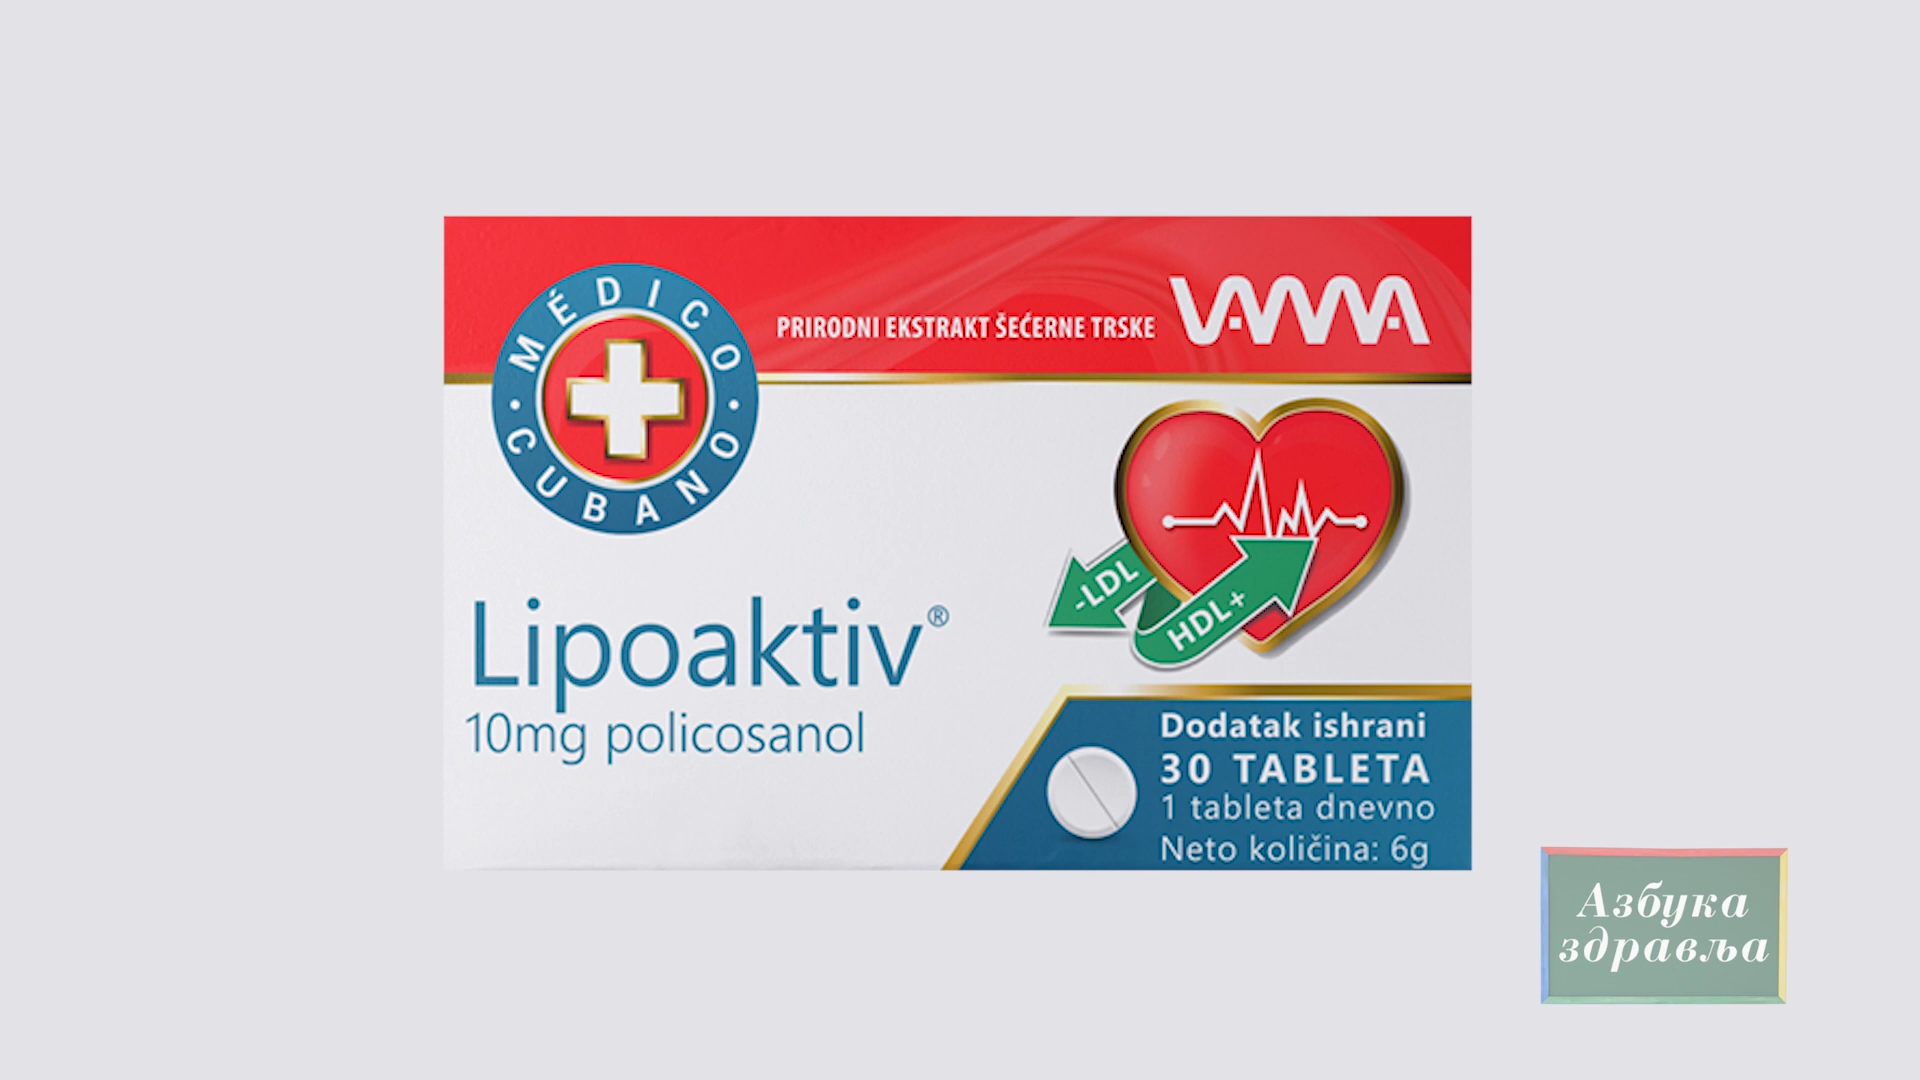 MÉDICO CUBANO
PRIRODNI EKSTRAKT ŠEĆERNE TRSKE
VAMMA
-LDL
HDL+
Lipoaktiv®
10mg policosanol
Dodatak ishrani
30 TABLETA
1 tableta dnevno
Neto količina: 6g
Азбука
здравља